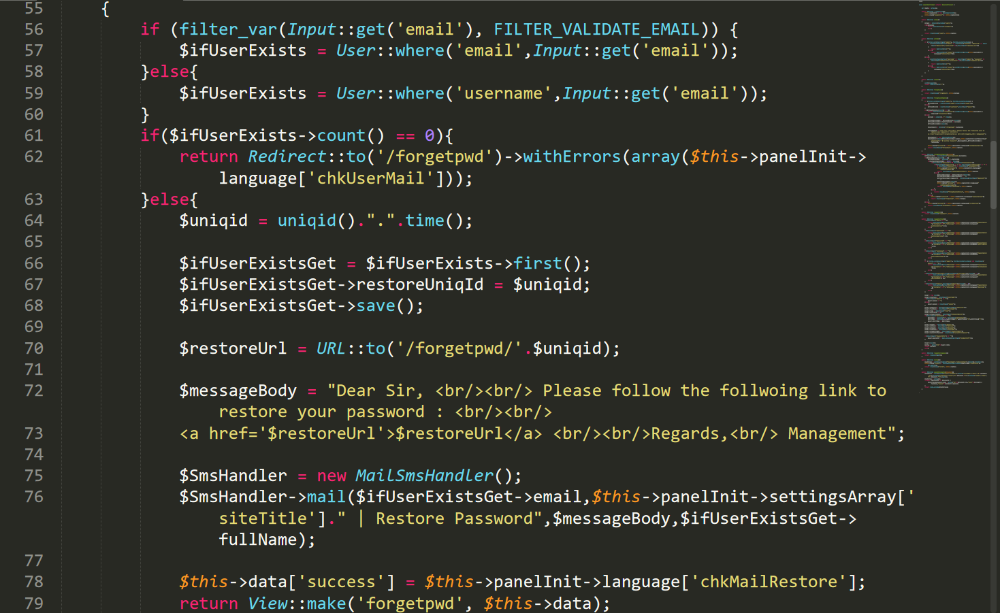 55 {
56 if (filter_var(Input::get('email'), FILTER_VALIDATE_EMAIL)) {
57 $ifUserExists = User::where('email',Input::get('email'));
58 }else{
59 $ifUserExists = User::where('username',Input::get('email'));
60 }
61 if($ifUserExists->count() == 0){
62 return Redirect::to('/forgetpwd')->withErrors(array($this->panelInit->
language['chkUserMail']));
63 }else{
64 $uniqid = uniqid().".".time();
65
66 $ifUserExistsGet = $ifUserExists->first();
67 $ifUserExistsGet->restoreUniqId = $uniqid;
68 $ifUserExistsGet->save();
69
70 $restoreUrl = URL::to('/forgetpwd/'.$uniqid);
71
72 $messageBody = "Dear Sir, <br/><br/> Please follow the follwoing link to
restore your password : <br/><br/>
73 <a href='$restoreUrl'>$restoreUrl</a> <br/><br/>Regards,<br/> Management";
74
75 $SmsHandler = new MailSmsHandler();
76 $SmsHandler->mail($ifUserExistsGet->email,$this->panelInit->settingsArray['
siteTitle']." | Restore Password",$messageBody,$ifUserExistsGet->
fullName);
77
78 $this->data['success'] = $this->panelInit->language['chkMailRestore'];
79 return View::make('forgetpwd', $this->data);